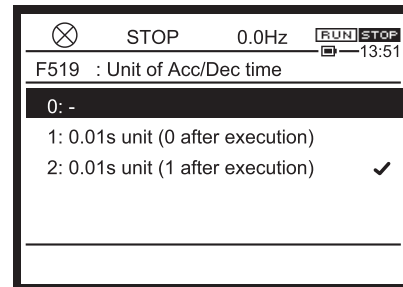 STOP 0.0Hz RUN STOP
13:51
F519 : Unit of Acc/Dec time
0: -
1: 0.01s unit (0 after execution)
2: 0.01s unit (1 after execution)